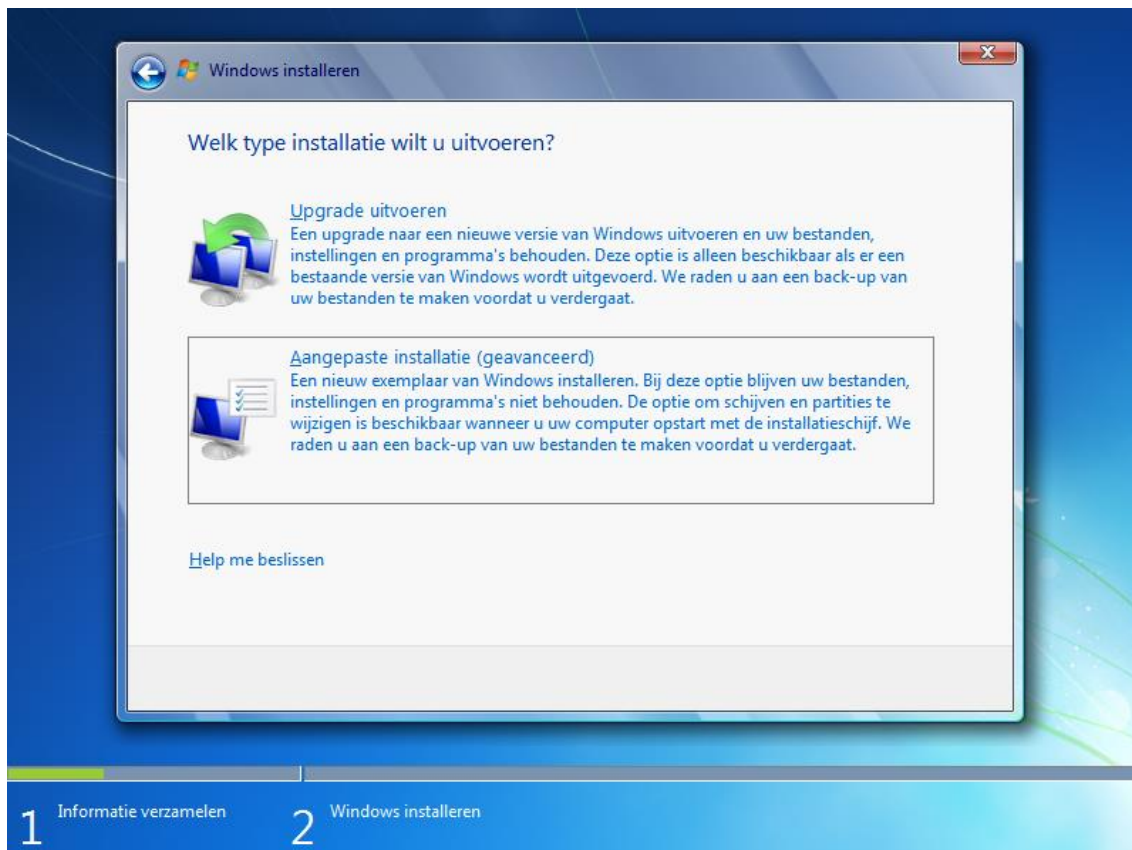 Windows installeren
X
Welk type installatie wilt u uitvoeren?
Upgrade uitvoeren
Een upgrade naar een nieuwe versie van Windows uitvoeren en uw bestanden,
instellingen en programma's behouden. Deze optie is alleen beschikbaar als er een
bestaande versie van Windows wordt uitgevoerd. We raden u aan een back-up van
uw bestanden te maken voordat u verdergaat.
Aangepaste installatie (geavanceerd)
Een nieuw exemplaar van Windows installeren. Bij deze optie blijven uw bestanden,
instellingen en programma's niet behouden. De optie om schijven en partities te
wijzigen is beschikbaar wanneer u uw computer opstart met de installatieschijf. We
raden u aan een back-up van uw bestanden te maken voordat u verdergaat.
Help me beslissen
1 Informatie verzamelen
2 Windows installeren